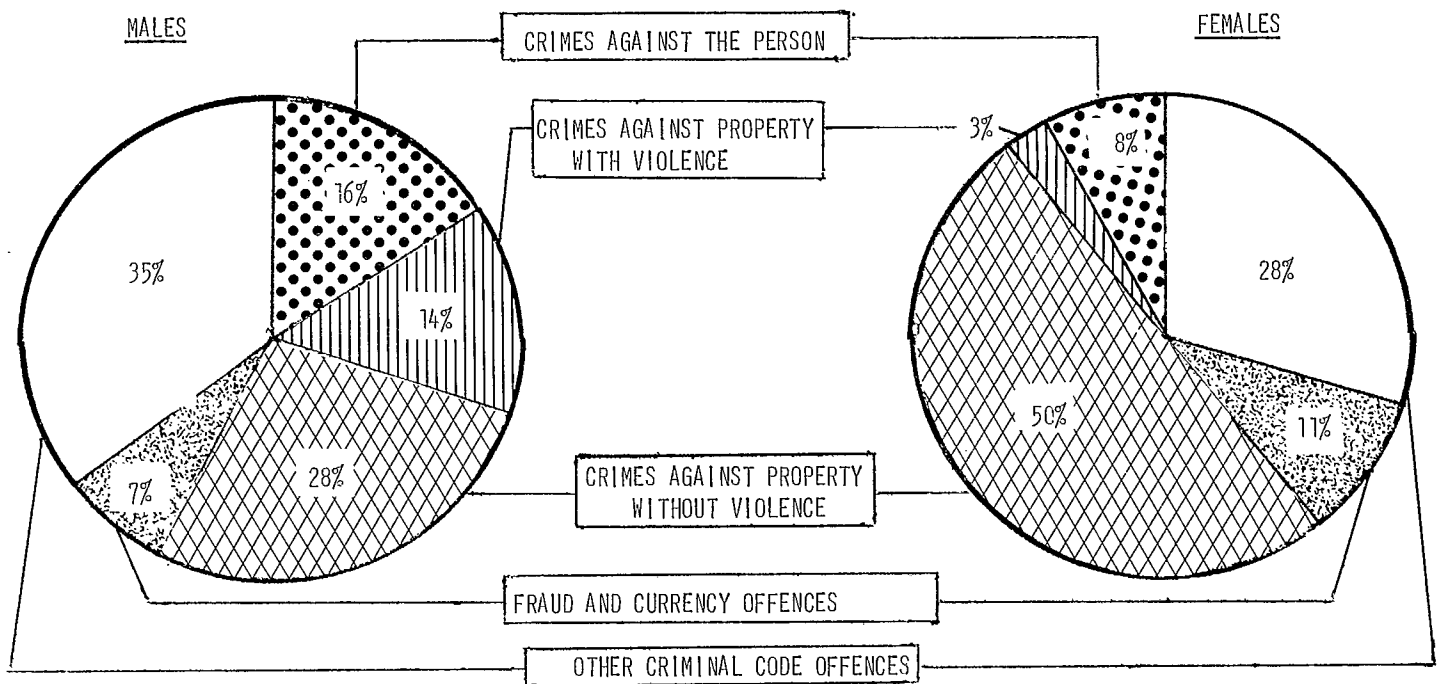 MALES
FEMALES
CRIMES AGAINST THE PERSON
CRIMES AGAINST PROPERTY
WITH VIOLENCE
3%
8%
16%
35%
14%
28%
28%
7%
50%
11%
CRIMES AGAINST PROPERTY
WITHOUT VIOLENCE
FRAUD AND CURRENCY OFFENCES
OTHER CRIMINAL CODE OFFENCES